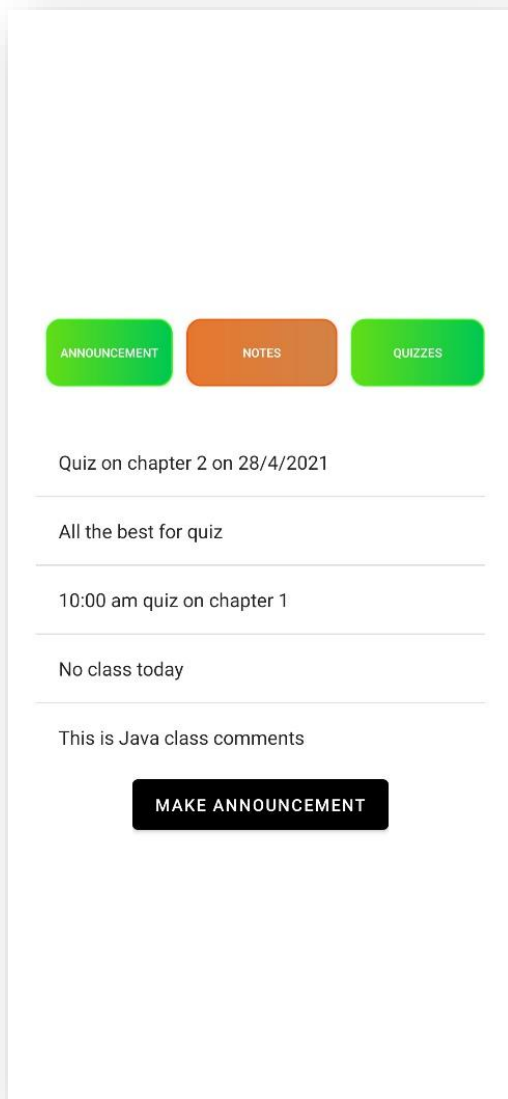 ANNOUNCEMENT NOTES QUIZZES
Quiz on chapter 2 on 28/4/2021
All the best for quiz
10:00 am quiz on chapter 1
No class today
This is Java class comments
MAKE ANNOUNCEMENT